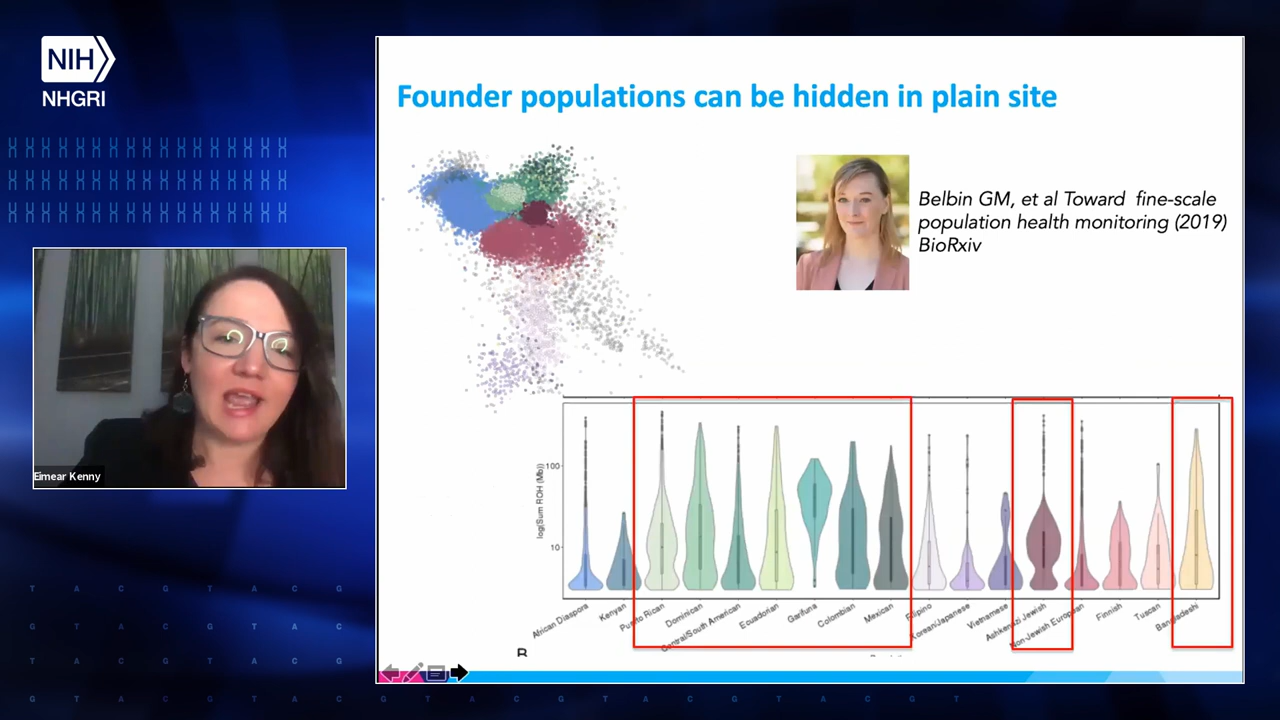 NIH
NHGRI
Founder populations can be hidden in plain site
Belbin GM, et al Toward fine-scale
population health monitoring (2019)
BioRxiv
Eimear Kenny
log(Sum ROH (Mb))
100
10
African Diaspora
Kenyan
Puerto Rican
Dominican
Central/South American
Ecuadorian
Garifuna
Colombian
Mexican
Filipino
Korean/Japanese
Vietnamese
Ashkenazi Jewish
Non-Jewish European
Finnish
Tuscan
Bangladeshi
B
T A C G T A C G
G T A C G T A C G
T A C G T A C G
G T A C G T A C G T A C G T A C G T A C G T